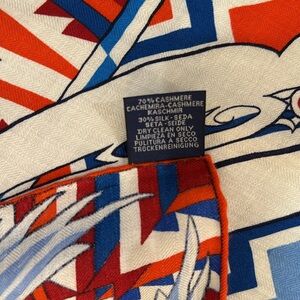 70% CASHMERE
CACHEMIRA-CASHMERE
KASCHMIR
30% SILK-SEDA
SETA-SEIDE
DRY CLEAN ONLY
LIMPIEZA EN SECO
PULITURA A SECCO
TROCKENREINIGUNG